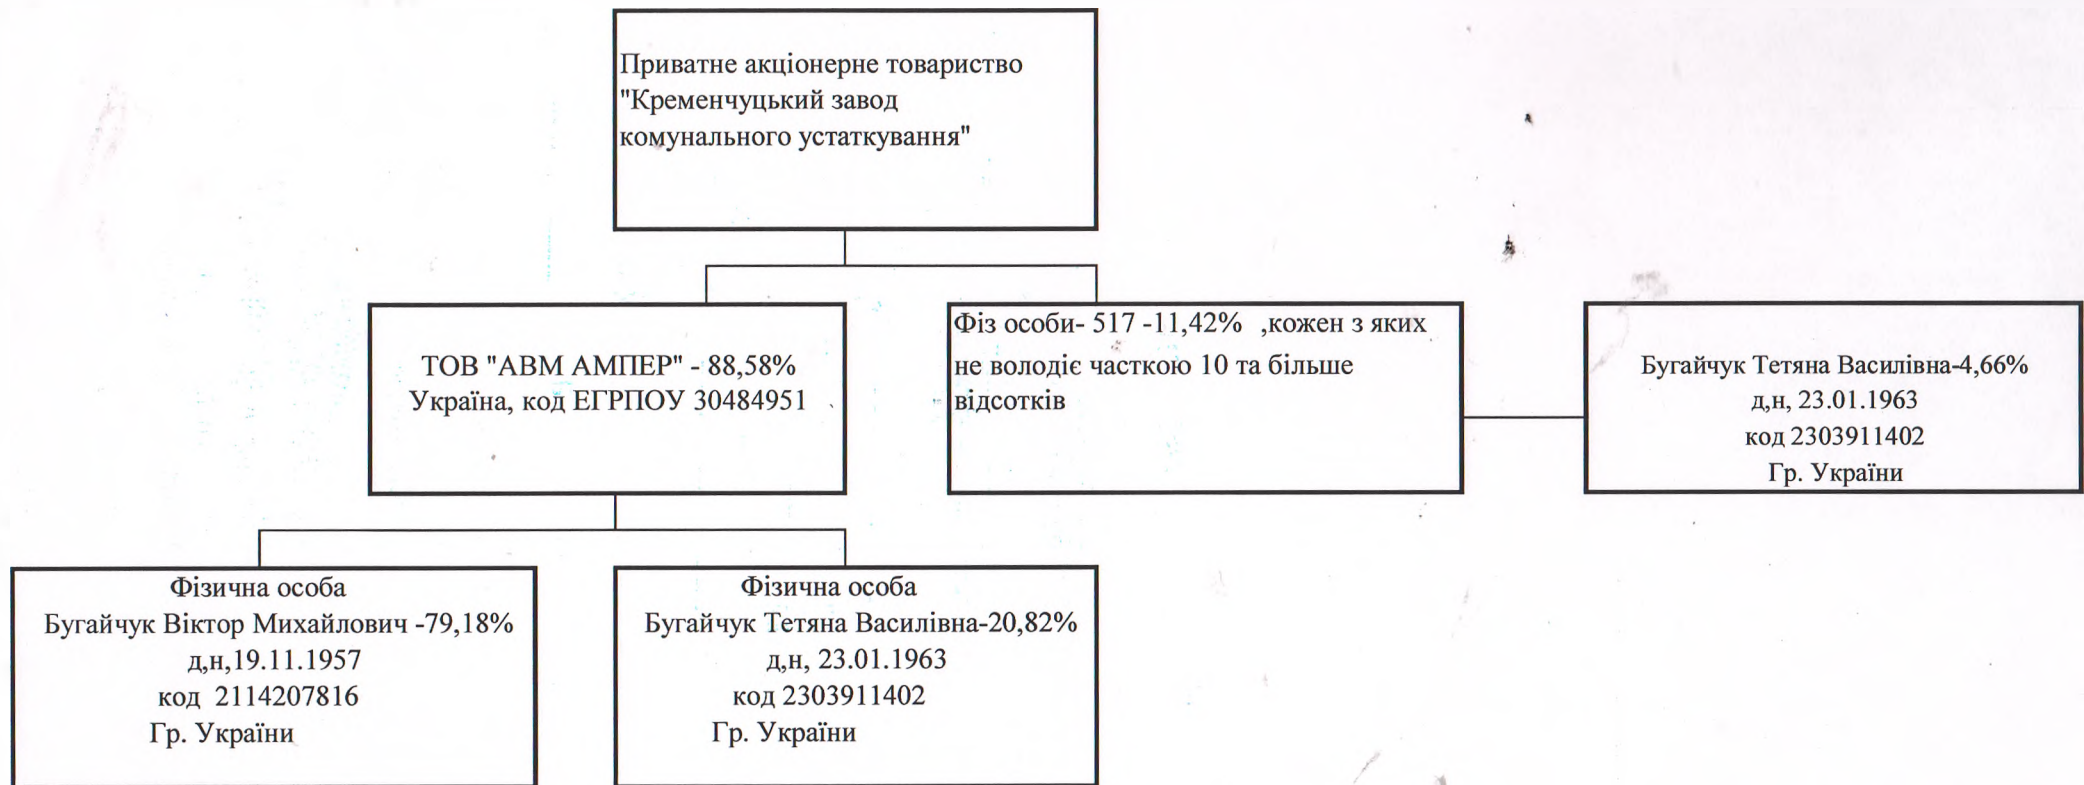 Приватне акціонерне товариство
"Кременчуцький завод
комунального устаткування"
ТОВ "АВМ АМПЕР" - 88,58%
Україна, код ЕГРПОУ 30484951
Фіз особи- 517 -11,42% ,кожен з яких
не володіє часткою 10 та більше
відсотків
Бугайчук Тетяна Василівна-4,66%
д,н, 23.01.1963
код 2303911402
Гр. України
Фізична особа
Бугайчук Віктор Михайлович -79,18%
д,н,19.11.1957
код 2114207816
Гр. України
Фізична особа
Бугайчук Тетяна Василівна-20,82%
д,н, 23.01.1963
код 2303911402
Гр. України